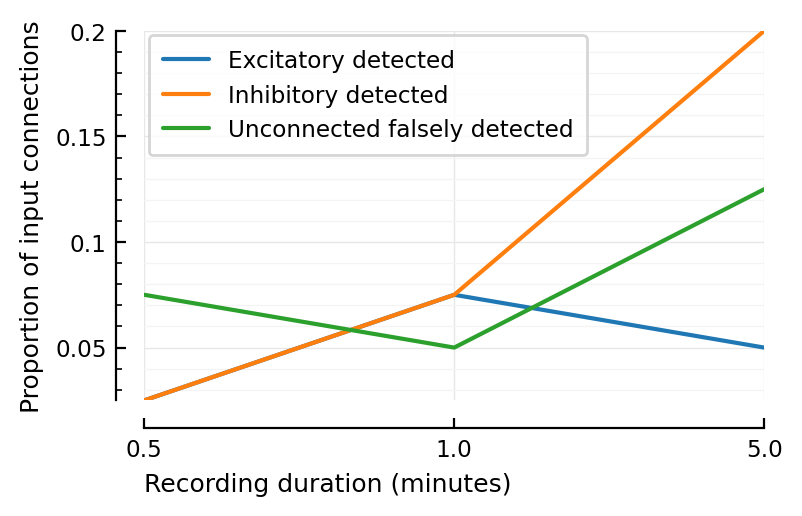 Proportion of input connections
0.2
0.15
0.1
0.05
Excitatory detected
Inhibitory detected
Unconnected falsely detected
0.5
1.0
5.0
Recording duration (minutes)